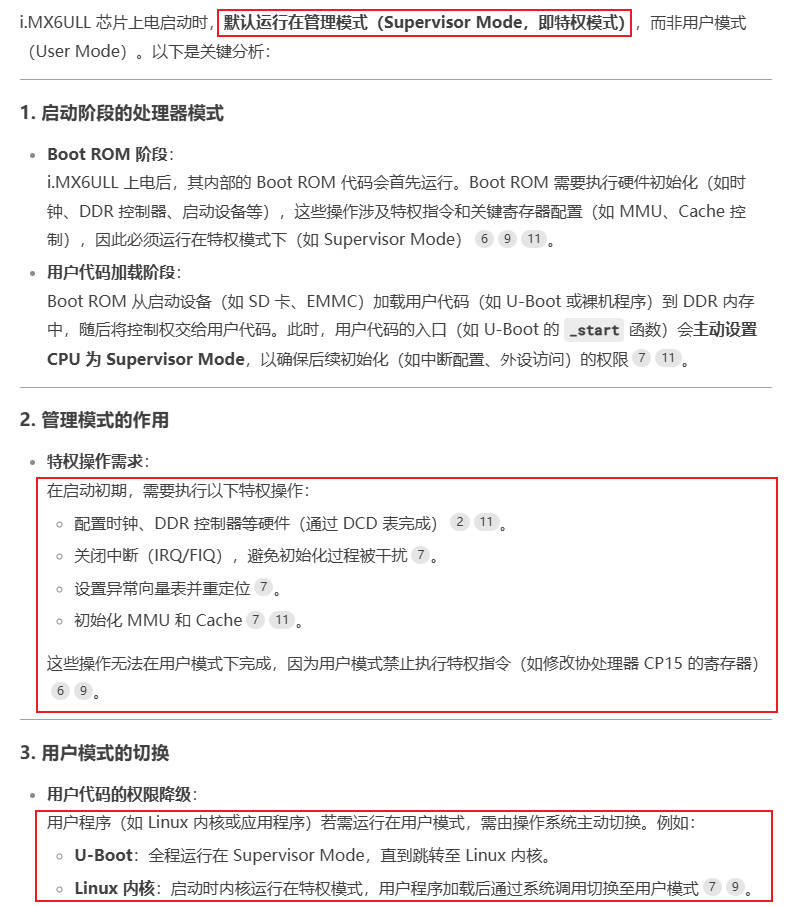 i.MX6ULL 芯片上电启动时，默认运行在管理模式（Supervisor Mode，即特权模式），而非用户模式
（User Mode）。以下是关键分析：
1. 启动阶段的处理器模式
• Boot ROM 阶段：
i.MX6ULL 上电后，其内部的 Boot ROM 代码会首先运行。Boot ROM 需要执行硬件初始化（如时
钟、DDR 控制器、启动设备等），这些操作涉及特权指令和关键寄存器配置（如 MMU、Cache 控
制），因此必须运行在特权模式下（如 Supervisor Mode） 6 9 11 。
• 用户代码加载阶段：
Boot ROM 从启动设备（如 SD 卡、EMMC）加载用户代码（如 U-Boot 或裸机程序）到 DDR 内存
中，随后将控制权交给用户代码。此时，用户代码的入口（如 U-Boot 的 _start 函数）会主动设置
CPU 为 Supervisor Mode，以确保后续初始化（如中断配置、外设访问）的权限 7 11 。
2. 管理模式的作用
• 特权操作需求：
在启动初期，需要执行以下特权操作：
○ 配置时钟、DDR 控制器等硬件（通过 DCD 表完成） 2 11 。
○ 关闭中断（IRQ/FIQ），避免初始化过程被干扰 7 。
○ 设置异常向量表并重定位 7 。
○ 初始化 MMU 和 Cache 7 11 。
这些操作无法在用户模式下完成，因为用户模式禁止执行特权指令（如修改协处理器 CP15 的寄存器）
6 9 。
3. 用户模式的切换
• 用户代码的权限降级：
用户程序（如 Linux 内核或应用程序）若需运行在用户模式，需由操作系统主动切换。例如：
○ U-Boot：全程运行在 Supervisor Mode，直到跳转至 Linux 内核。
○ Linux 内核：启动时内核运行在特权模式，用户程序加载后通过系统调用切换至用户模式 7 9 。